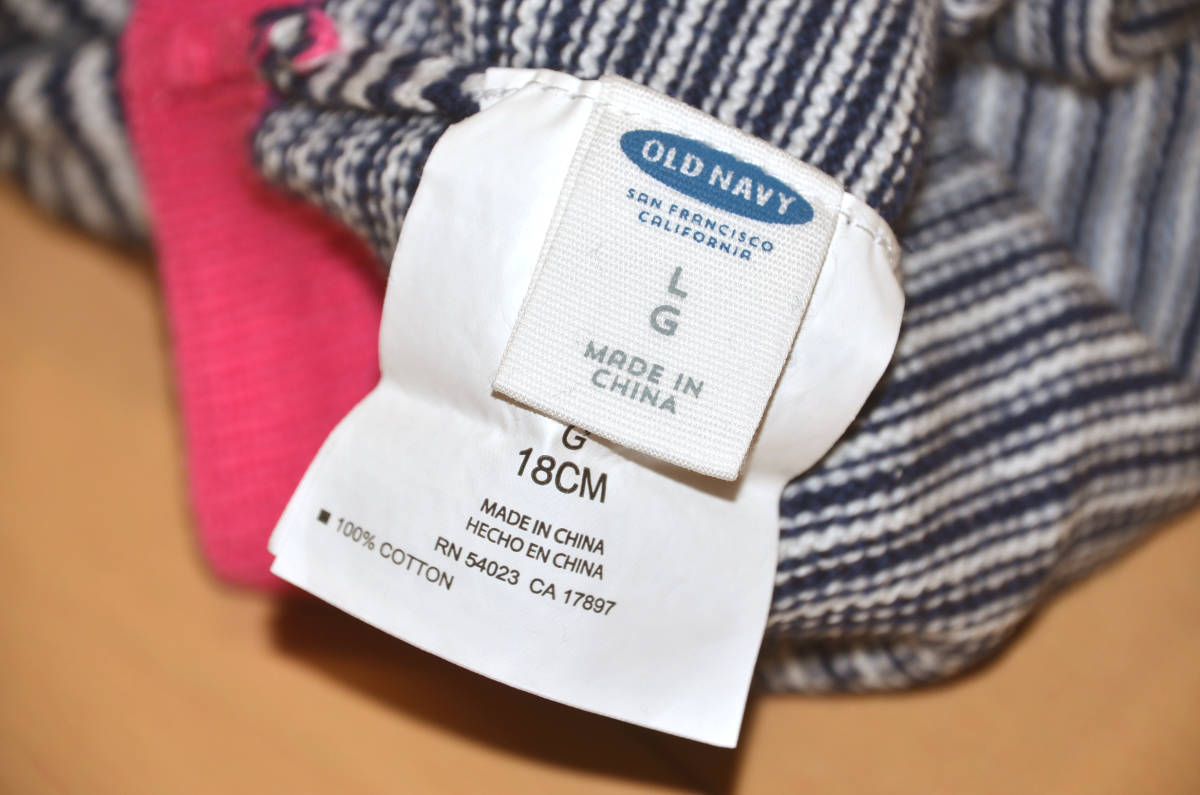 OLD NAVY
SAN FRANCISCO
CALIFORNIA
L
G
MADE IN
CHINA
G
18CM
MADE IN CHINA
HECHO EN CHINA
RN 54023 CA 17897
100% COTTON